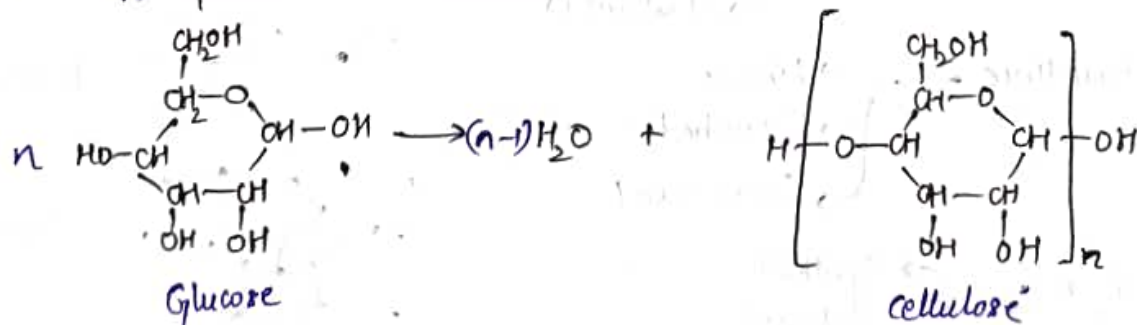 CH2OH CH2OH
CH2—O CH—O
n HO—CH CH—OH → (n-1)H2O + H—O—CH CH—OH
CH—CH CH—CH n
OH OH OH OH
Glucose cellulose